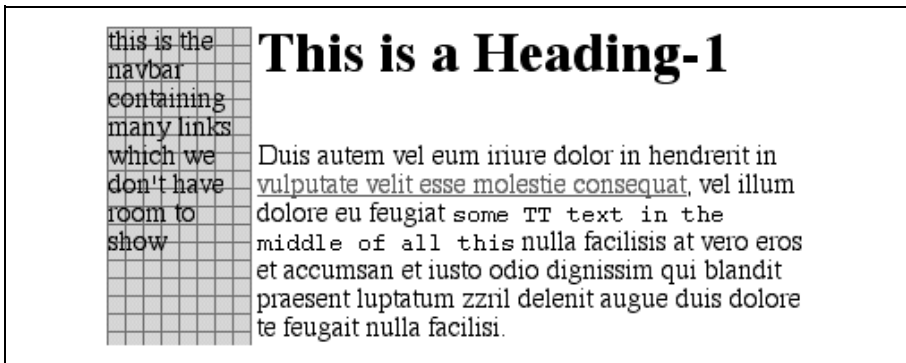 this is the
navbar
containing
many links
which we
don't have
room to
show
This is a Heading-1
Duis autem vel eum iriure dolor in hendrerit in
vulputate velit esse molestie consequat, vel illum
dolore eu feugiat some TT text in the
middle of all this nulla facilisis at vero eros
et accumsan et iusto odio dignissim qui blandit
praesent luptatum zzril delenit augue duis dolore
te feugait nulla facilisi.